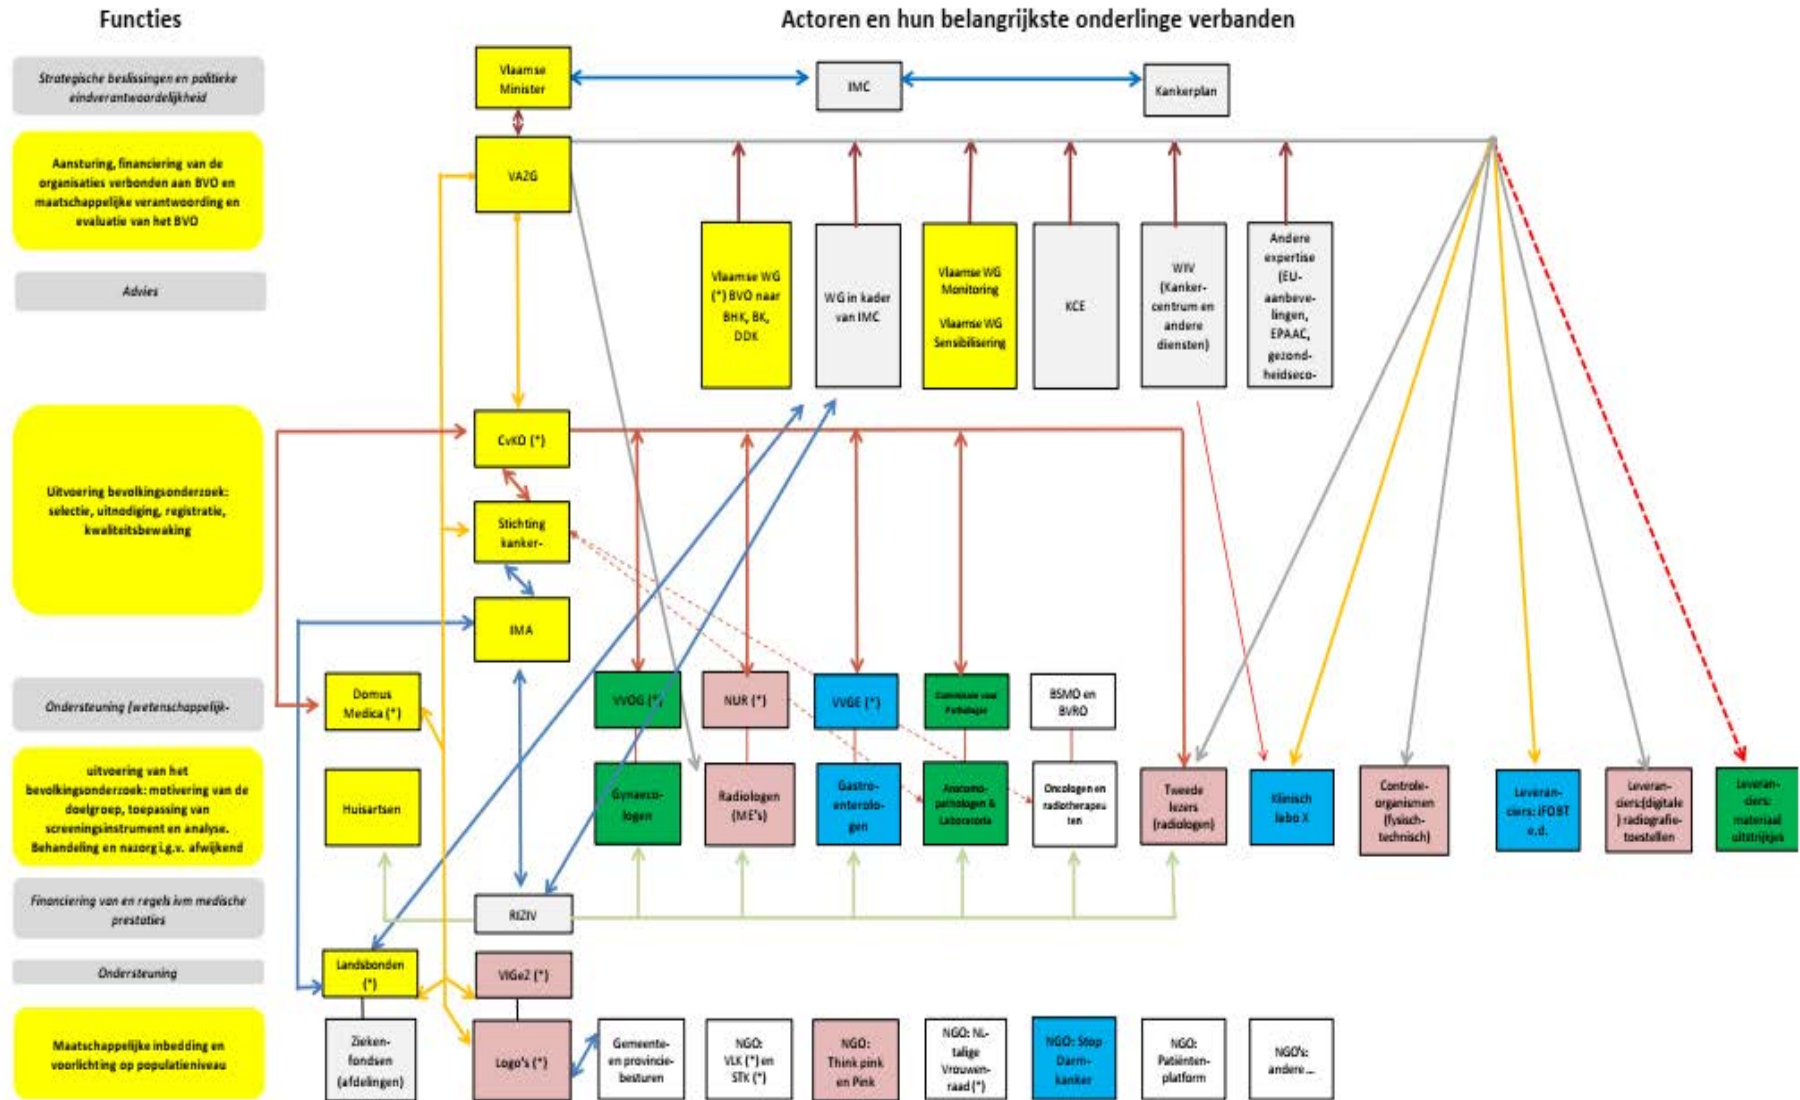 Functies
Actoren en hun belangrijkste onderlinge verbanden
Strategische beslissingen en politieke
eindverantwoordelijkheid
Vlaamse
Minister
IMC
Kankerplan
Aansturing, financiering van de
organisaties verbonden aan BVO en
maatschappelijke verantwoording en
evaluatie van het BVO
VAZG
Advies
Vlaamse WG
(*) BVO naar
BHK, BK,
DDK
WG in kader
van IMC
Vlaamse WG
Monitoring
Vlaamse WG
Sensibilisering
KCE
WIV
(Kanker-
centrum en
andere
diensten)
Andere
expertise
(EU-
aanbeve-
lingen,
EPAAC,
gezond-
heidseco-
Uitvoering bevolkingsonderzoek:
selectie, uitnodiging, registratie,
kwaliteitsbewaking
CvKO (*)
Stichting
kanker-
IMA
Ondersteuning (wetenschappelijk-
Domus
Medica (*)
VVOG (*)
NUR (*)
VVGE (*)
Commissie voor
Pathologie
BSMO en
BVRO
uitvoering van het
bevolkingsonderzoek: motivering van de
doelgroep, toepassing van
screeningsinstrument en analyse.
Behandeling en nazorg i.g.v. afwijkend
Huisartsen
Gynaeco-
logen
Radiologen
(ME's)
Gastro-
enterolo-
gen
Anatomo-
pathologen &
Laboratoria
Oncologen en
radiotherapeu
ten
Tweede
lezers
(radiologen)
Klinisch
labo X
Controle-
organismen
(fysisch-
technisch)
Leveran-
ciers: iFOBT
e.d.
Leveran-
ciers:(digitale
) radiografie-
toestellen
Leveran-
ciers:
materiaal
uitstrijkjes
Financiering van en regels ivm medische
prestaties
RIZIV
Ondersteuning
Landsbonden
(*)
VIGeZ (*)
Maatschappelijke inbedding en
voorlichting op populatieniveau
Zieken-
fondsen
(afdelingen)
Logo's (*)
Gemeente-
en provincie-
besturen
NGO:
VLK (*) en
STK (*)
NGO:
Think pink
en Pink
NGO: NL-
talige
Vrouwen-
raad (*)
NGO: Stop
Darm-
kanker
NGO:
Patiënten-
platform
NGO's:
andere ...